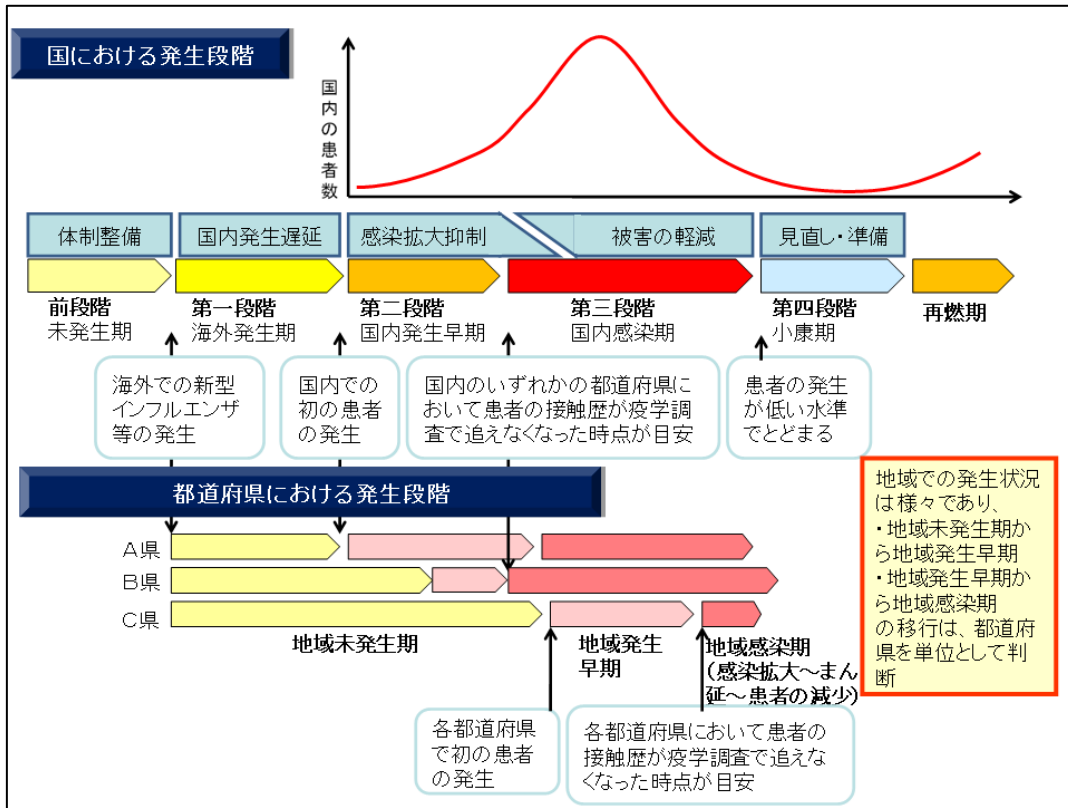 国における発生段階
国内の患者数
体制整備
国内発生遅延
感染拡大抑制
被害の軽減
見直し・準備
前段階
未発生期
第一段階
海外発生期
第二段階
国内発生早期
第三段階
国内感染期
第四段階
小康期
再燃期
海外での新型
インフルエンザ
等の発生
国内での
初の患者
の発生
国内のいずれかの都道府県に
おいて患者の接触歴が疫学調
査で追えなくなった時点が目安
患者の発生
が低い水準
でとどまる
都道府県における発生段階
A県
B県
C県
地域未発生期
地域発生
早期
地域感染期
(感染拡大～まん
延～患者の減少)
各都道府県
で初の患者
の発生
各都道府県において患者の
接触歴が疫学調査で追えな
くなった時点が目安
地域での発生状況
は様々であり、
・地域未発生期か
ら地域発生早期
・地域発生早期か
ら地域感染期
の移行は、都道府
県を単位として判
断